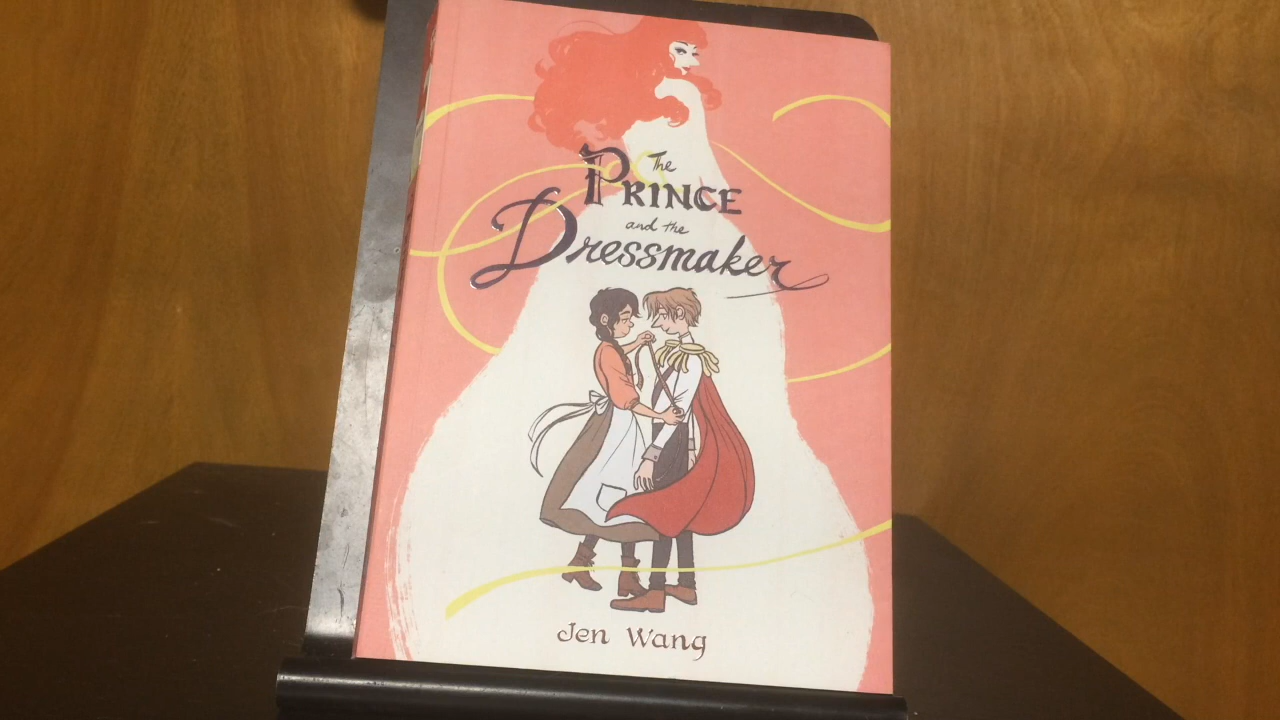 The
PRINCE
and the
Dressmaker
Jen Wang